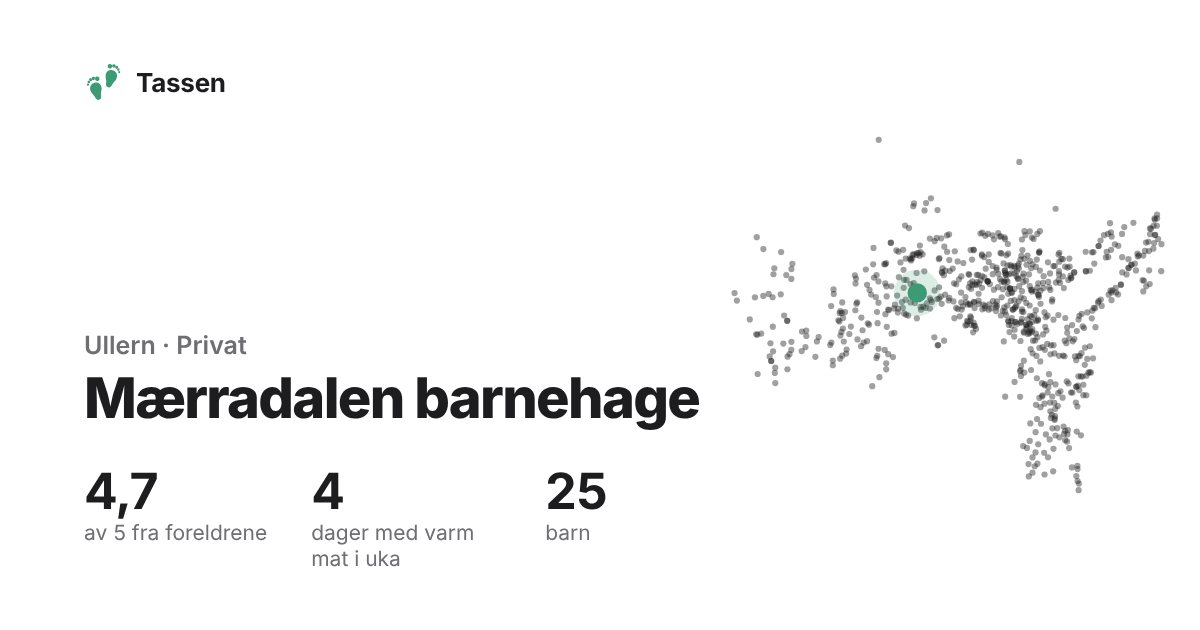 Tassen
Ullern · Privat
Mærradalen barnehage
4,7
av 5 fra foreldrene
4
dager med varm
mat i uka
25
barn